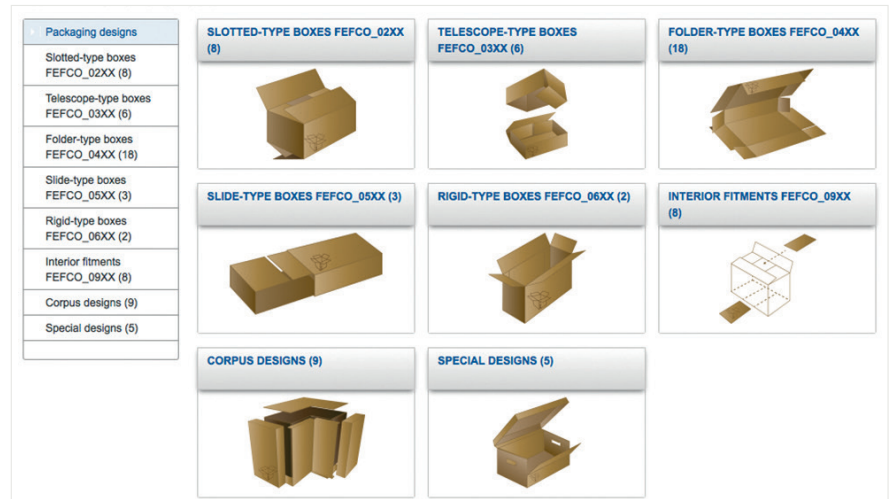 Packaging designs
Slotted-type boxes
FEFCO_02XX (8)
Telescope-type boxes
FEFCO_03XX (6)
Folder-type boxes
FEFCO_04XX (18)
Slide-type boxes
FEFCO_05XX (3)
Rigid-type boxes
FEFCO_06XX (2)
Interior fitments
FEFCO_09XX (8)
Corpus designs (9)
Special designs (5)
SLOTTED-TYPE BOXES FEFCO_02XX
(8)
TELESCOPE-TYPE BOXES
FEFCO_03XX (6)
FOLDER-TYPE BOXES FEFCO_04XX
(18)
SLIDE-TYPE BOXES FEFCO_05XX (3)
RIGID-TYPE BOXES FEFCO_06XX (2)
INTERIOR FITMENTS FEFCO_09XX
(8)
CORPUS DESIGNS (9)
SPECIAL DESIGNS (5)